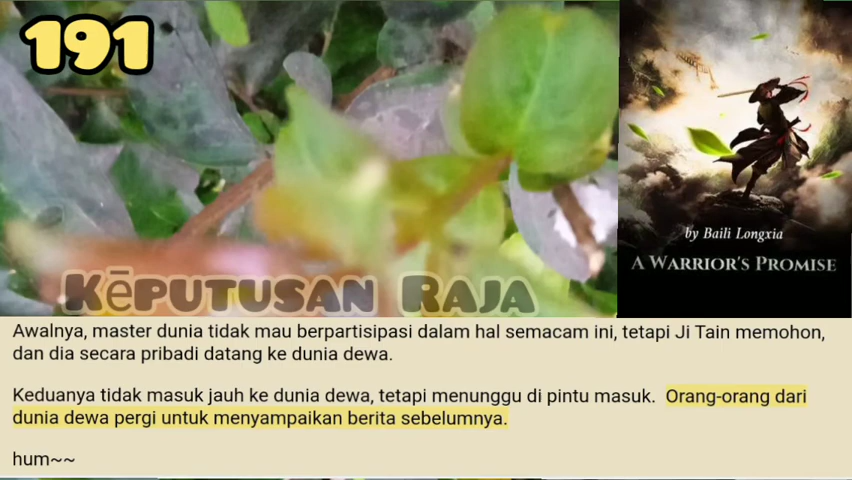 191
by Baili Longxia
A WARRIOR'S PROMISE
KĒPUTUSAN RAJA
Awalnya, master dunia tidak mau berpartisipasi dalam hal semacam ini, tetapi Ji Tain memohon,
dan dia secara pribadi datang ke dunia dewa.
Keduanya tidak masuk jauh ke dunia dewa, tetapi menunggu di pintu masuk. Orang-orang dari
dunia dewa pergi untuk menyampaikan berita sebelumnya.
hum~~